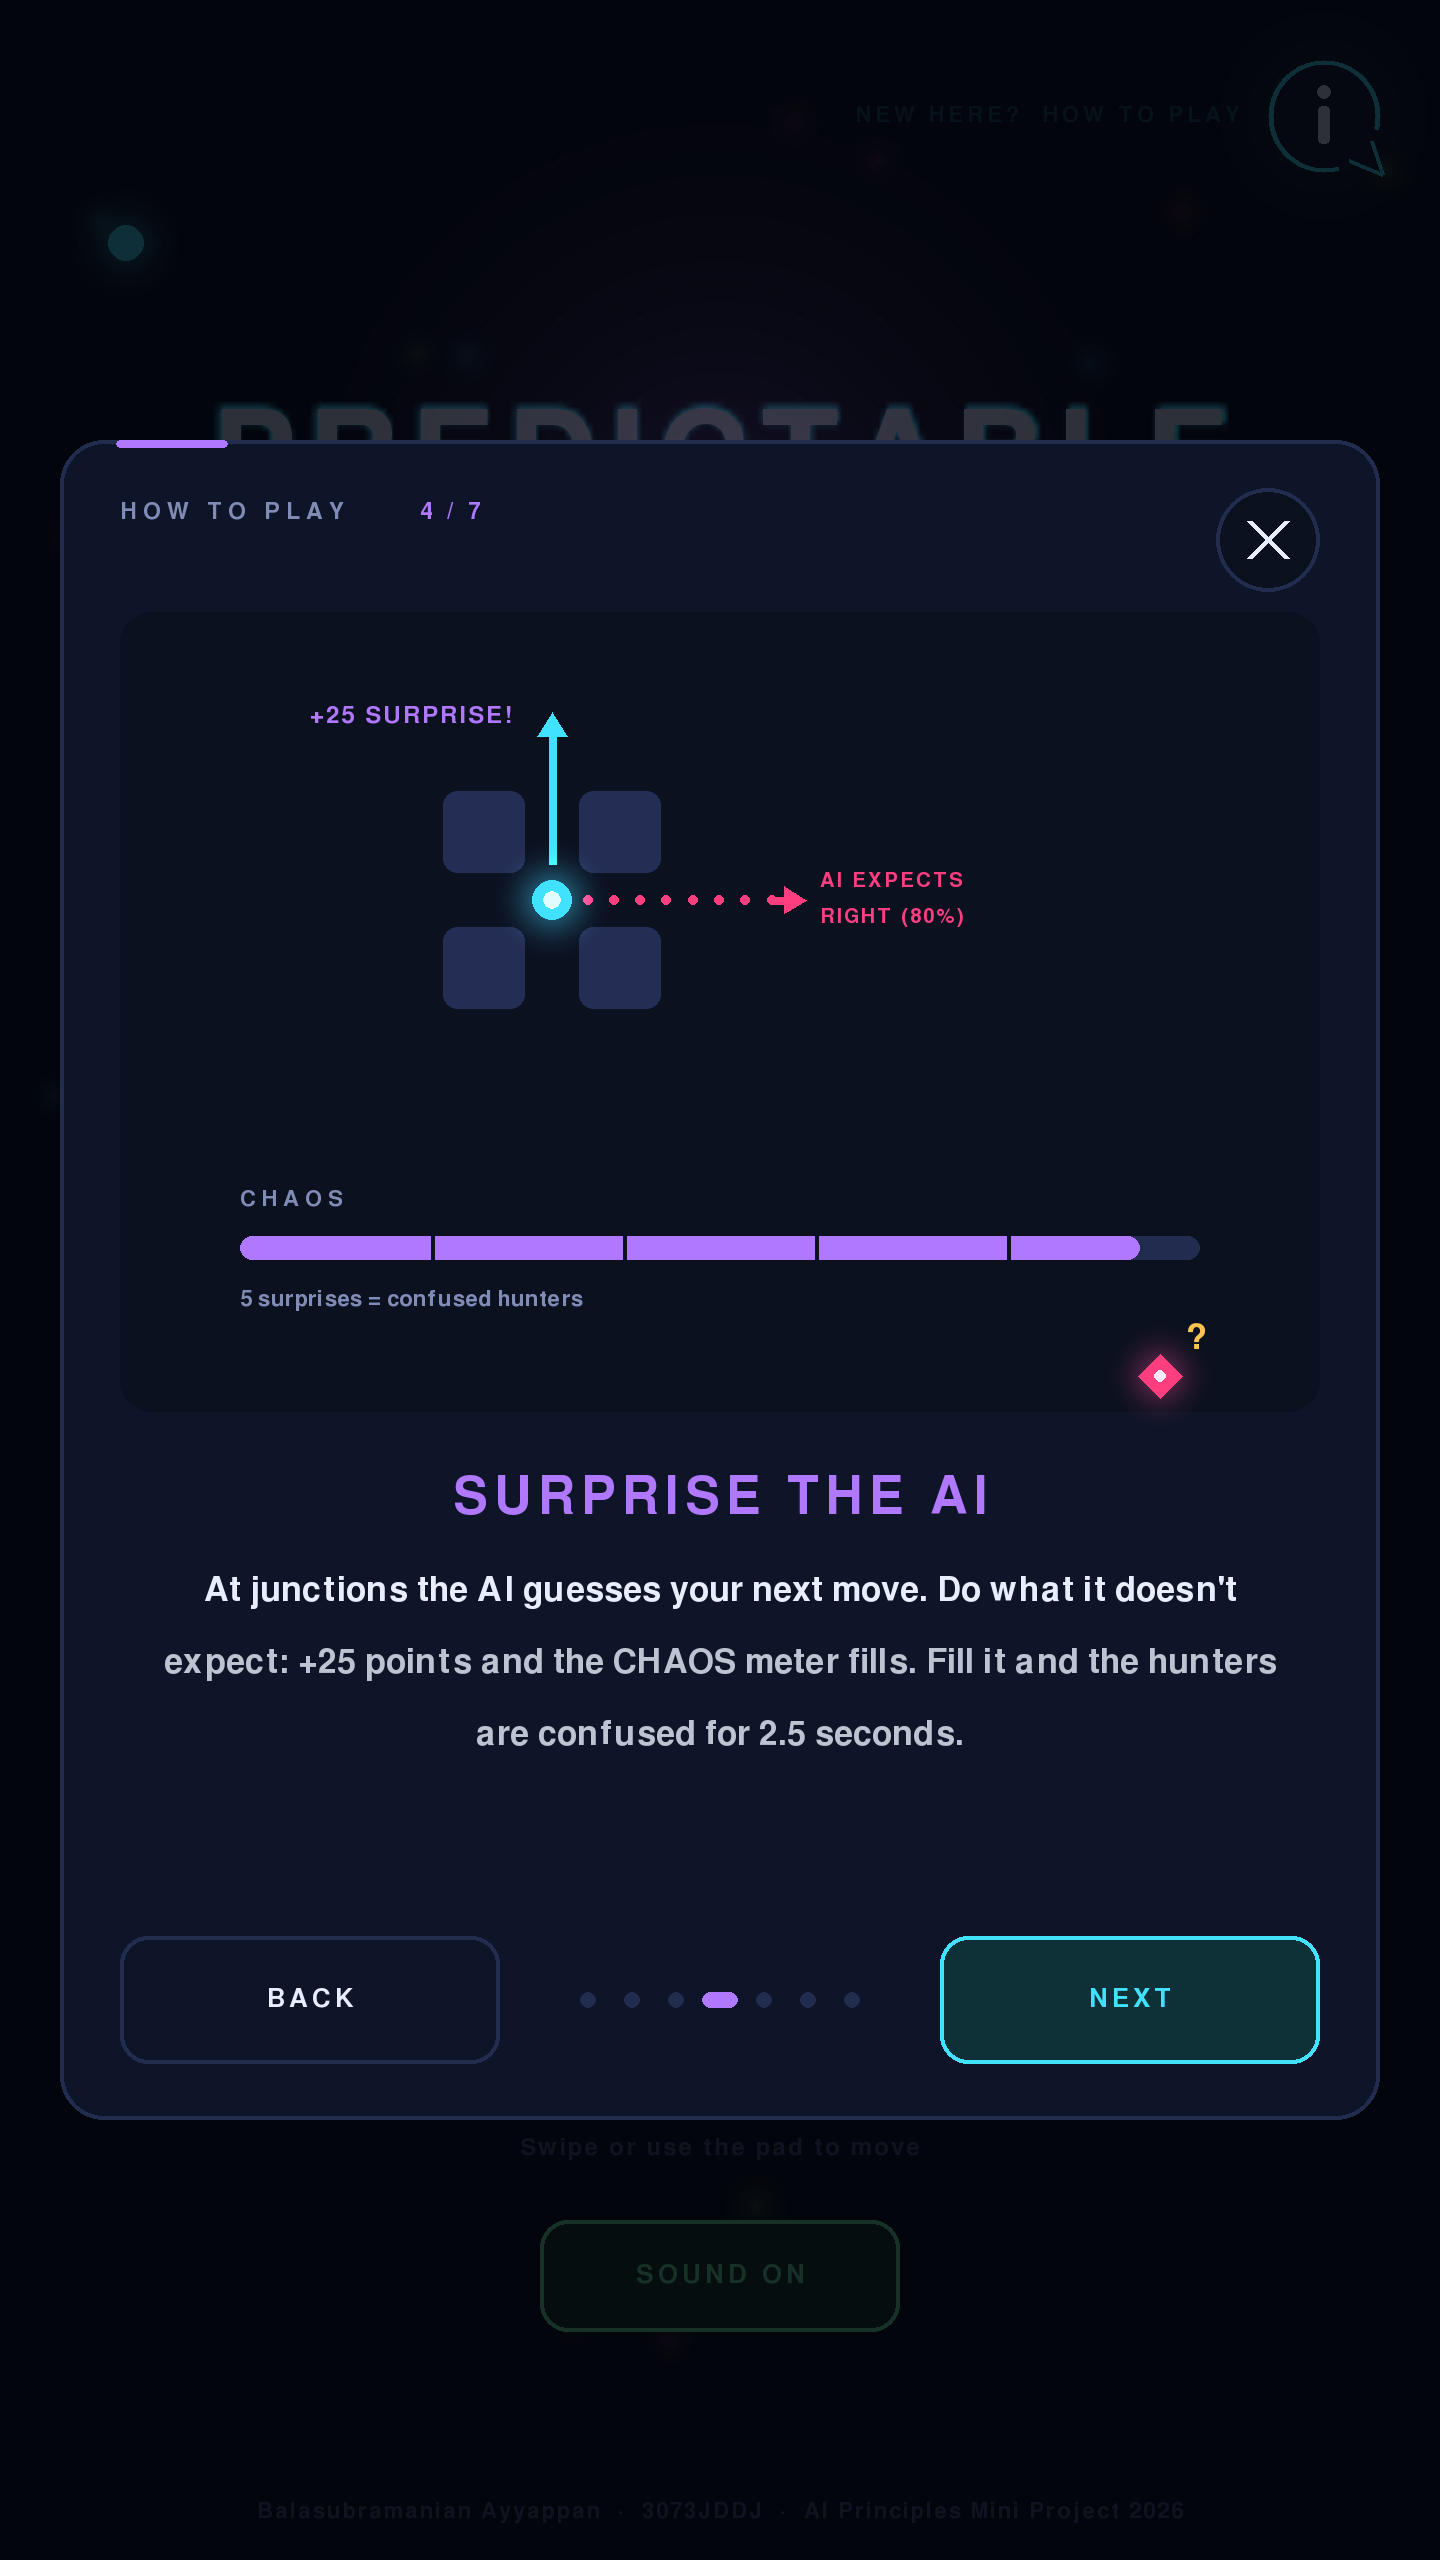 NEW HERE? HOW TO PLAY
PREDICTABLE
HOW TO PLAY 4 / 7
+25 SURPRISE!
AI EXPECTS
RIGHT (80%)
CHAOS
5 surprises = confused hunters
?
SURPRISE THE AI
At junctions the AI guesses your next move. Do what it doesn't
expect: +25 points and the CHAOS meter fills. Fill it and the hunters
are confused for 2.5 seconds.
BACK
NEXT
Swipe or use the pad to move
SOUND ON
Balasubramanian Ayyappan · 3073JDDJ · AI Principles Mini Project 2026